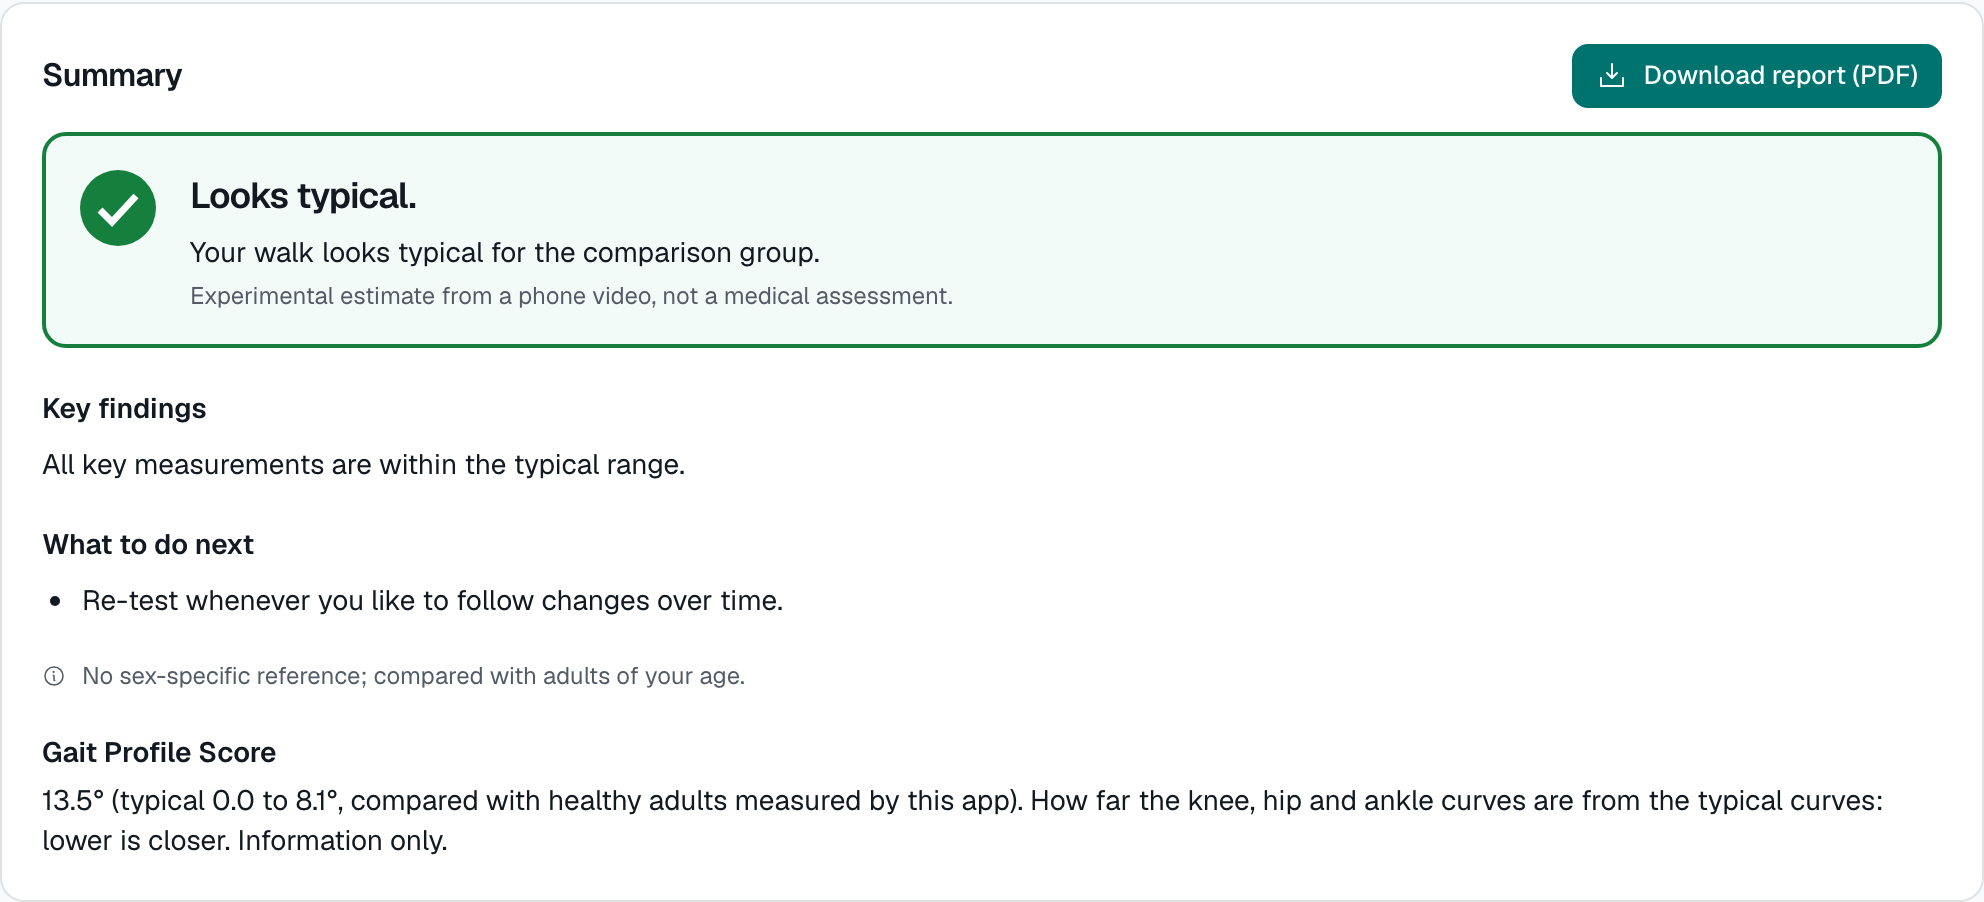 Summary
Download report (PDF)
Looks typical.
Your walk looks typical for the comparison group.
Experimental estimate from a phone video, not a medical assessment.
Key findings
All key measurements are within the typical range.
What to do next
• Re-test whenever you like to follow changes over time.
No sex-specific reference; compared with adults of your age.
Gait Profile Score
13.5° (typical 0.0 to 8.1°, compared with healthy adults measured by this app). How far the knee, hip and ankle curves are from the typical curves:
lower is closer. Information only.